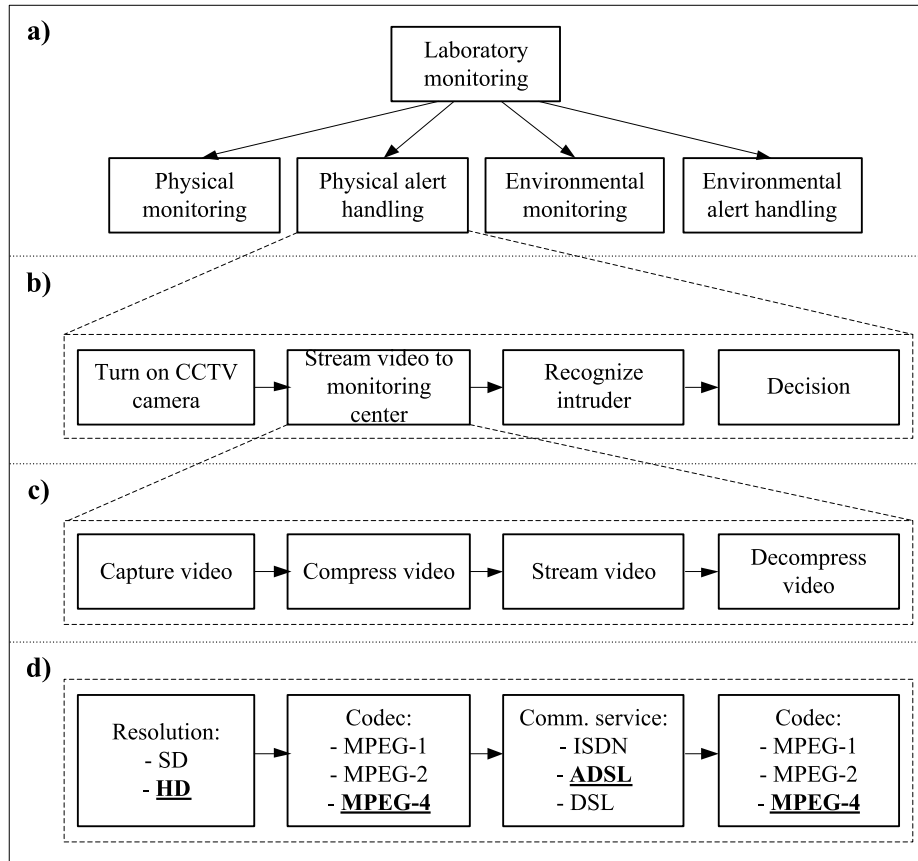 a)
Laboratory
monitoring
Physical
monitoring
Physical alert
handling
Environmental
monitoring
Environmental
alert handling
b)
Turn on CCTV
camera
Stream video to
monitoring
center
Recognize
intruder
Decision
c)
Capture video
Compress video
Stream video
Decompress
video
d)
Resolution:
- SD
- HD
Codec:
- MPEG-1
- MPEG-2
- MPEG-4
Comm. service:
- ISDN
- ADSL
- DSL
Codec:
- MPEG-1
- MPEG-2
- MPEG-4